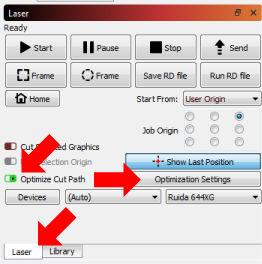 Laser
Ready
Start Pause Stop Send
Frame Frame Save RD file Run RD file
Home Start From: User Origin
Job Origin
Cut Graphics
Selection Origin Show Last Position
Optimize Cut Path Optimization Settings
Devices (Auto) Ruida 644XG
Laser Library